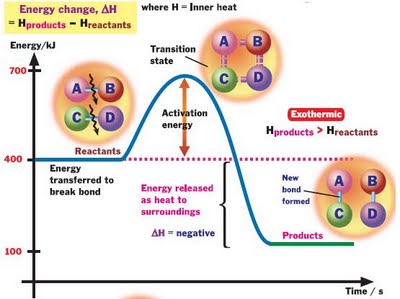 Energy change, ΔH
= Hproducts – Hreactants
where H = Inner heat
Energy/kJ
700
400
100
A
B
C
D
Reactants
Energy
transferred to
break bond
Transition
state
A
B
C
D
Activation
energy
Exothermic
Hproducts > Hreactants
Energy released
as heat to
surroundings
ΔH = negative
New
bond
formed
A
B
C
D
Products
Time / s